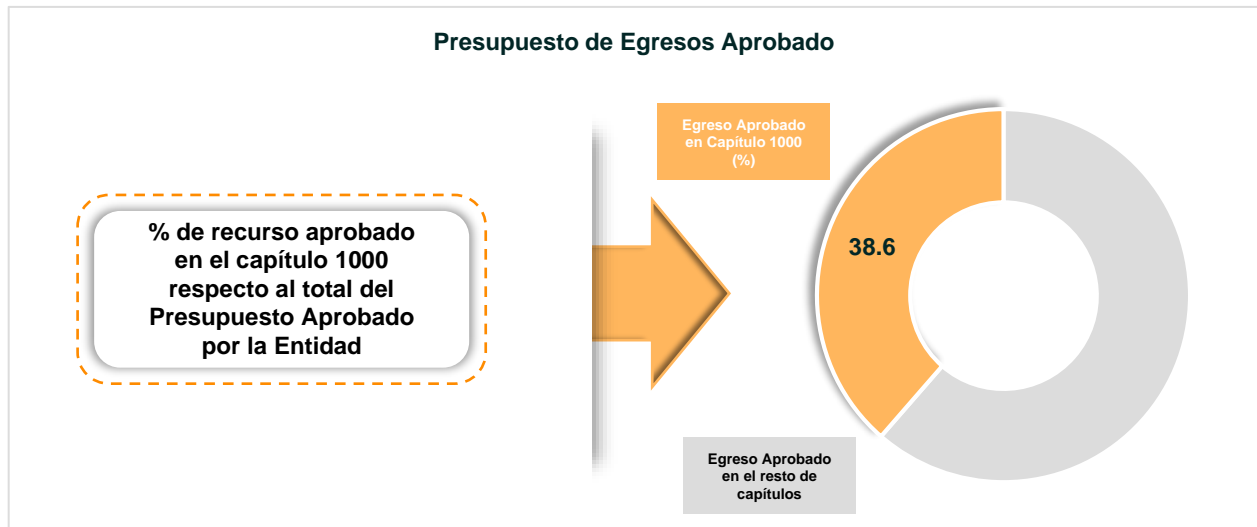 Presupuesto de Egresos Aprobado
% de recurso aprobado
en el capítulo 1000
respecto al total del
Presupuesto Aprobado
por la Entidad
Egreso Aprobado
en Capítulo 1000
(%)
38.6
Egreso Aprobado
en el resto de
capítulos